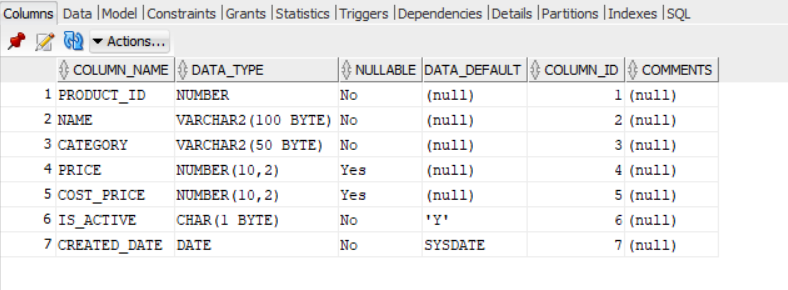 Columns Data |Model |Constraints |Grants |Statistics |Triggers |Dependencies |Details |Partitions |Indexes |SQL
Actions...
COLUMN_NAME DATA_TYPE NULLABLE DATA_DEFAULT COLUMN_ID COMMENTS
1 PRODUCT_ID NUMBER No (null) 1 (null)
2 NAME VARCHAR2(100 BYTE) No (null) 2 (null)
3 CATEGORY VARCHAR2(50 BYTE) No (null) 3 (null)
4 PRICE NUMBER(10,2) Yes (null) 4 (null)
5 COST_PRICE NUMBER(10,2) Yes (null) 5 (null)
6 IS_ACTIVE CHAR(1 BYTE) No 'Y' 6 (null)
7 CREATED_DATE DATE No SYSDATE 7 (null)